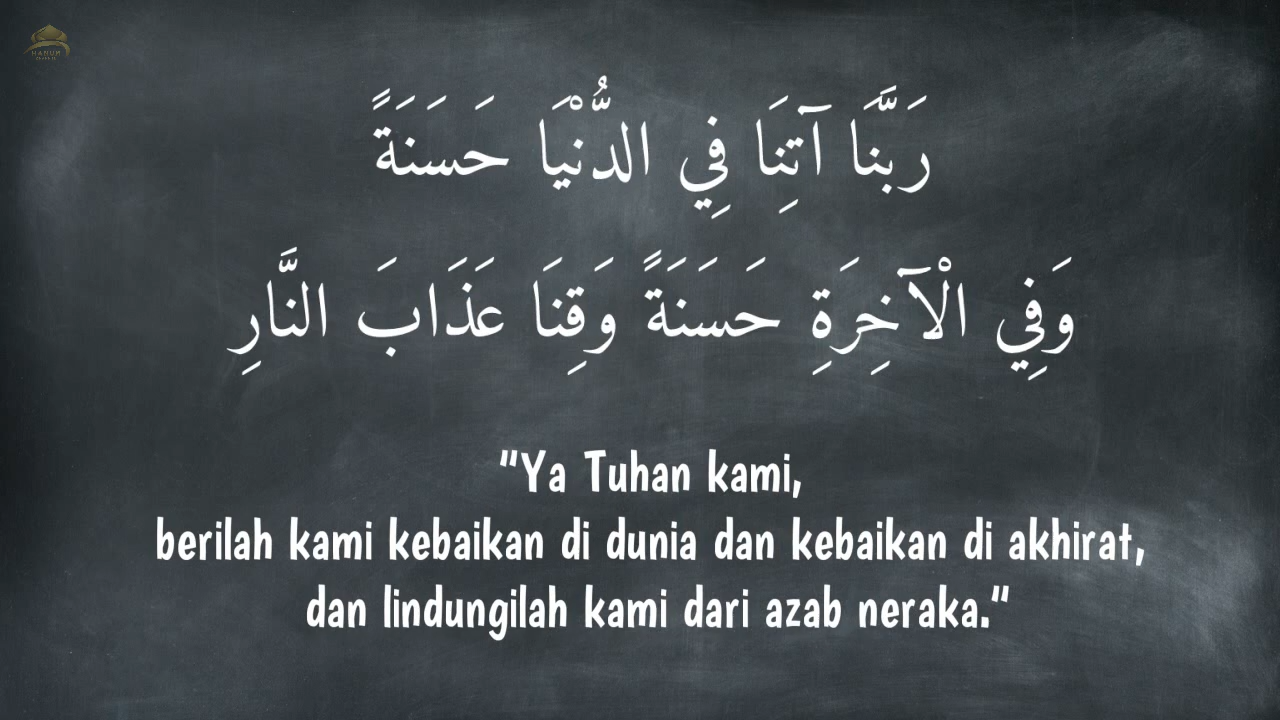 رَبَّنَا آتِنَا فِي الدُّنْيَا حَسَنَةً
وَفِي الْآخِرَةِ حَسَنَةً وَقِنَا عَذَابَ النَّارِ
"Ya Tuhan kami,
berilah kami kebaikan di dunia dan kebaikan di akhirat,
dan lindungilah kami dari azab neraka."